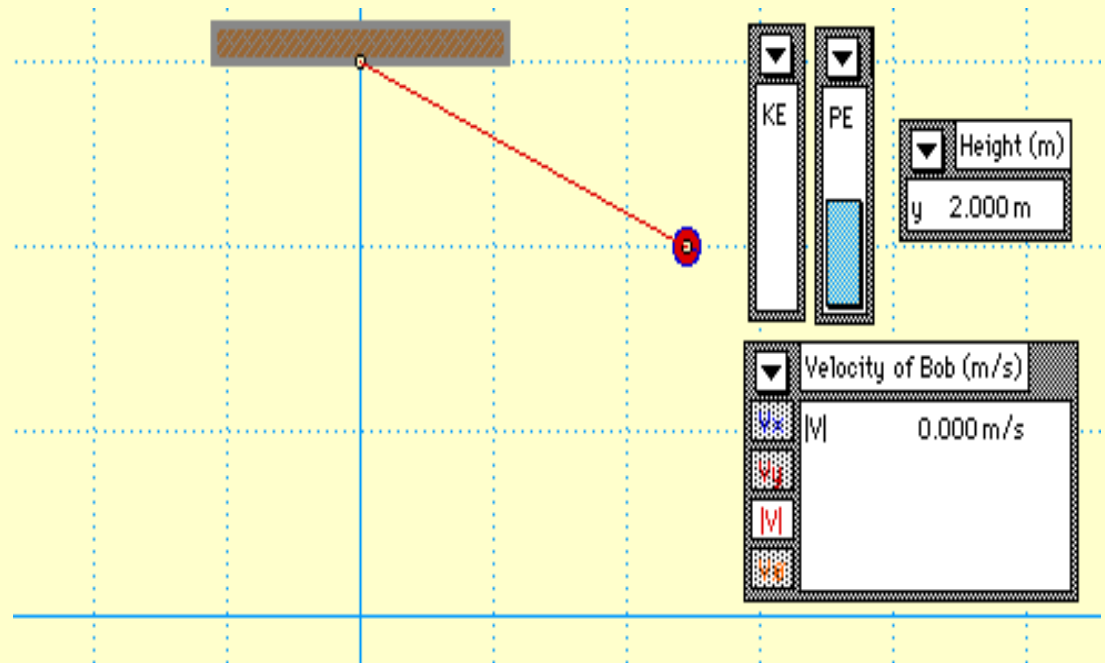 KE
PE
Height (m)
y 2.000 m
Velocity of Bob (m/s)
Vx
|V| 0.000 m/s
Vy
|V|